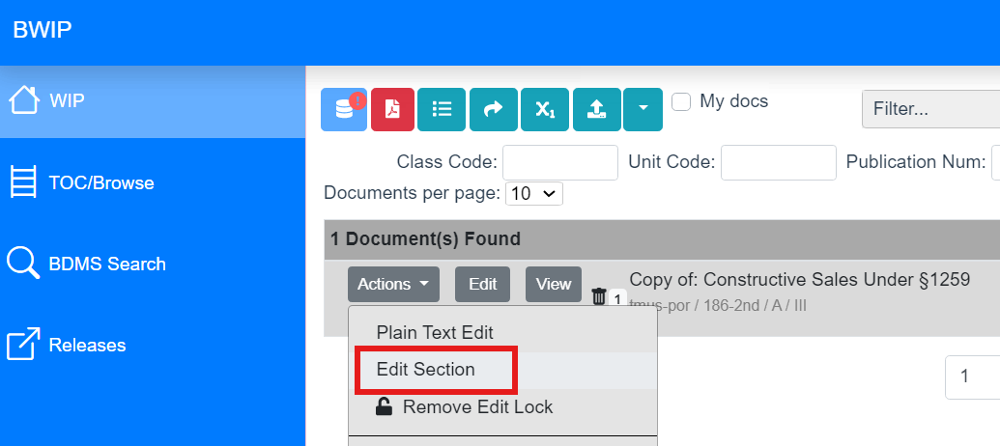 BWIP
WIP
TOC/Browse
BDMS Search
Releases
!
X₁
My docs
Filter...
Class Code:
Unit Code:
Publication Num:
Documents per page: 10
1 Document(s) Found
Actions
Edit
View
1
Copy of: Constructive Sales Under §1259
tmus-por / 186-2nd / A / III
Plain Text Edit
Edit Section
Remove Edit Lock
1